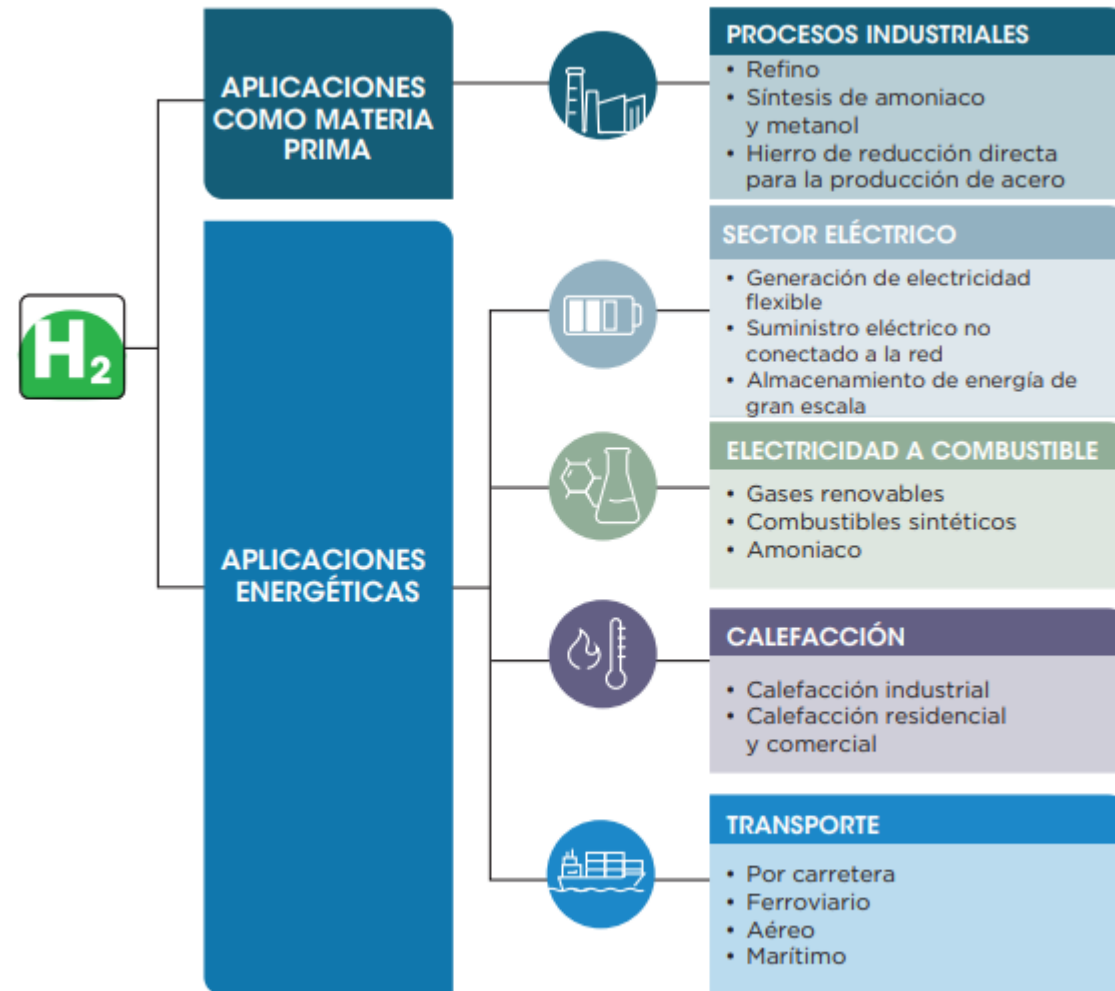 H2
APLICACIONES
COMO MATERIA
PRIMA
PROCESOS INDUSTRIALES
• Refino
• Síntesis de amoniaco
y metanol
• Hierro de reducción directa
para la producción de acero
APLICACIONES
ENERGÉTICAS
SECTOR ELÉCTRICO
• Generación de electricidad
flexible
• Suministro eléctrico no
conectado a la red
• Almacenamiento de energía de
gran escala
ELECTRICIDAD A COMBUSTIBLE
• Gases renovables
• Combustibles sintéticos
• Amoniaco
CALEFACCIÓN
• Calefacción industrial
• Calefacción residencial
y comercial
TRANSPORTE
• Por carretera
• Ferroviario
• Aéreo
• Marítimo